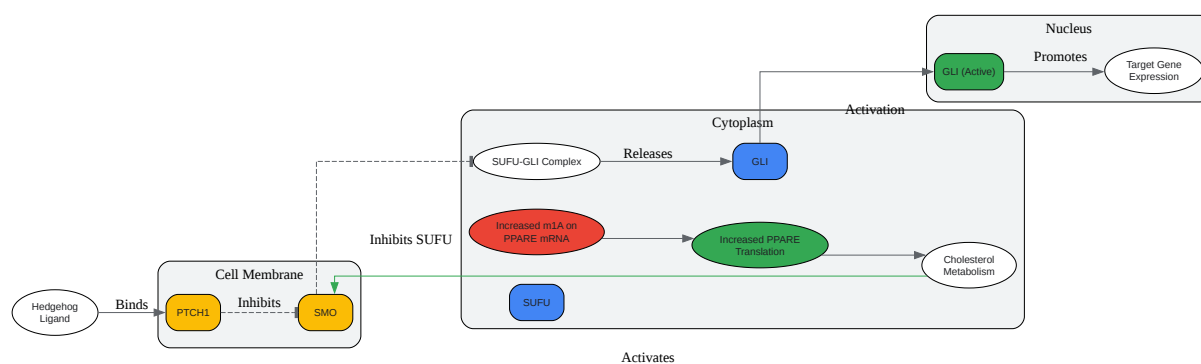 Nucleus
GLI (Active)
Promotes
Target Gene
Expression
Activation
Cytoplasm
SUFU-GLI Complex
Releases
GLI
Increased m1A on
PPARE mRNA
Increased PPARE
Translation
Inhibits SUFU
Cholesterol
Metabolism
Cell Membrane
Hedgehog
Ligand
Binds
PTCH1
Inhibits
SMO
SUFU
Activates